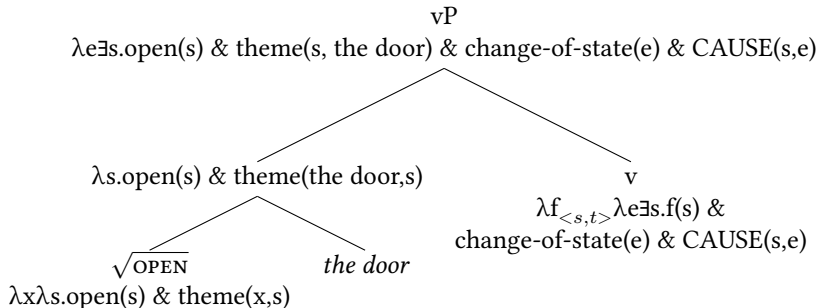 vP
λe∃s.open(s) & theme(s, the door) & change-of-state(e) & CAUSE(s,e)
λs.open(s) & theme(the door,s)
v
λf<s,t>λe∃s.f(s) &
change-of-state(e) & CAUSE(s,e)
√OPEN
the door
λxλs.open(s) & theme(x,s)